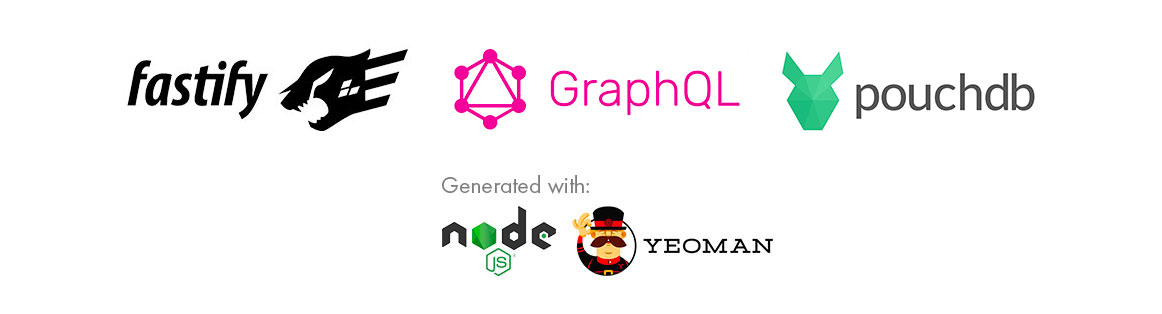 fastify
GraphQL
pouchdb
Generated with:
node
JS
YEOMAN